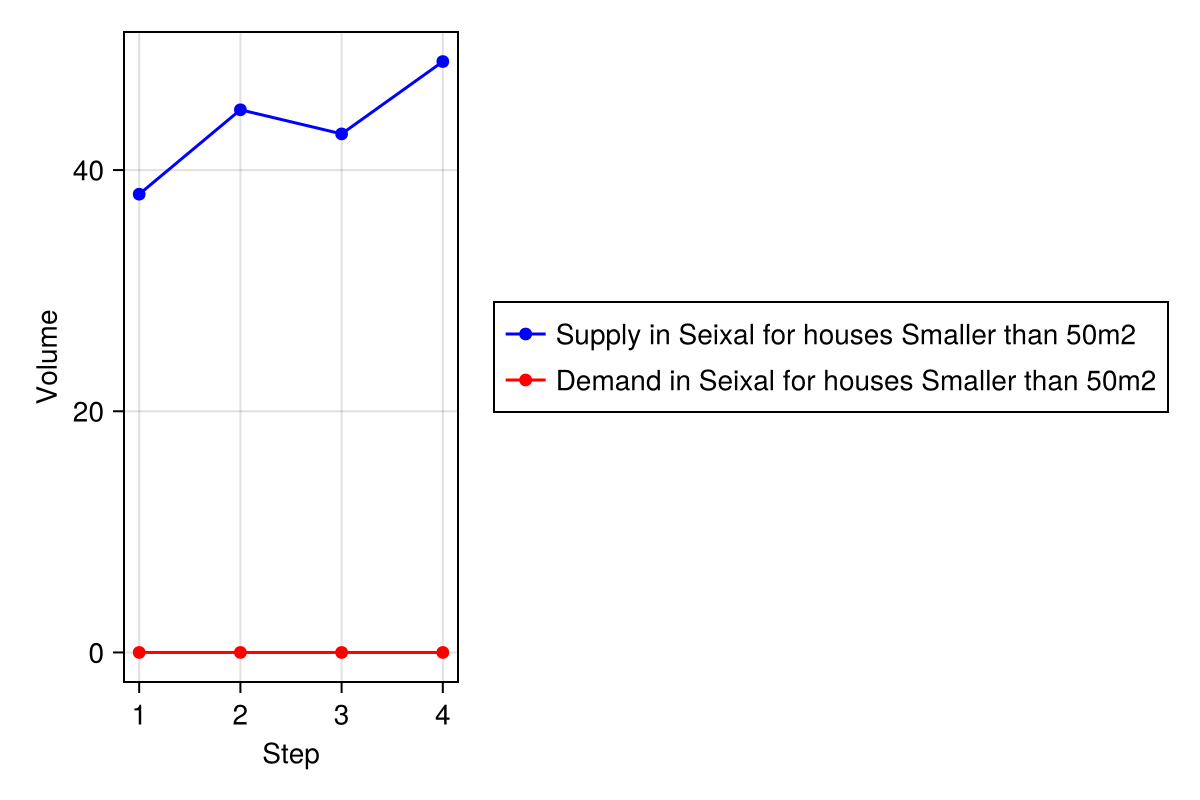 Volume
40
20
0
1 2 3 4
Step
Supply in Seixal for houses Smaller than 50m2
Demand in Seixal for houses Smaller than 50m2